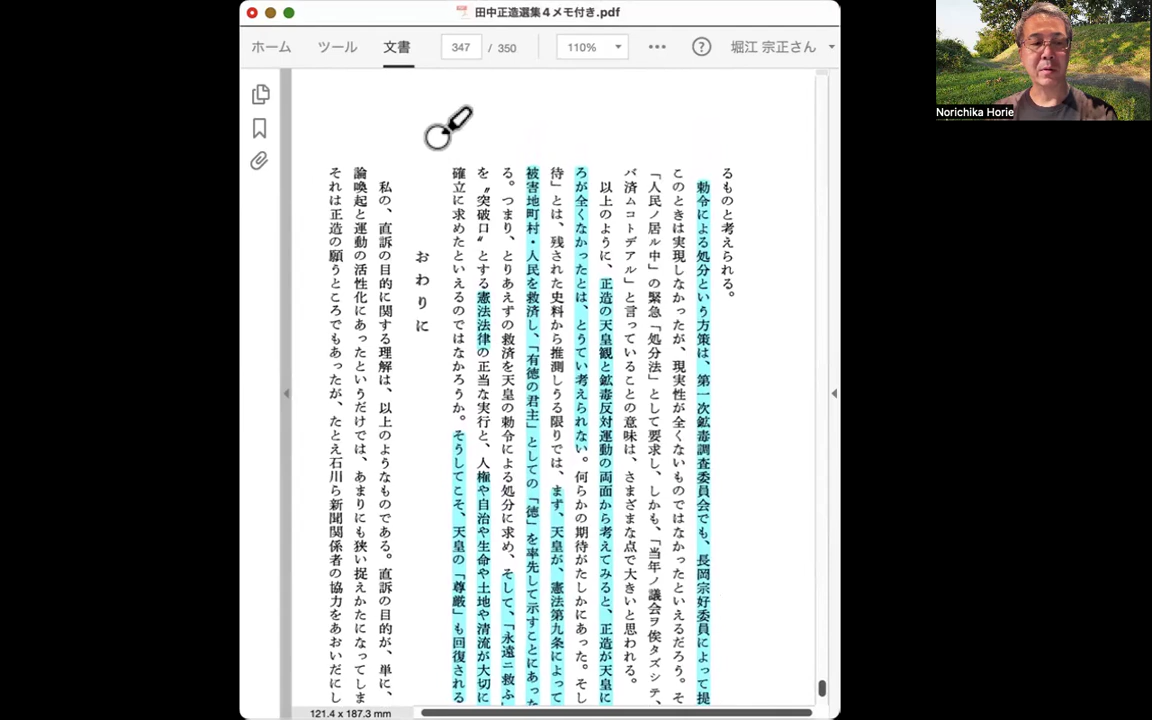 田中正造選集4メモ付き.pdf
ホーム
ツール
文書
347 / 350
110%
堀江 宗正さん
Norichika Horie
るものと考えられる。
勅令による処分という方策は、第一次鉱毒調査委員会でも、長岡宗好委員によって提
このときは実現しなかったが、現実性が全くないものではなかったといえるだろう。そ
「人民ノ居ル中」の緊急「処分法」として要求し、しかも、「当年ノ議会ヲ俟タズシテ、
バ済ムコトデアル」と言っていることの意味は、さまざまな点で大きいと思われる。
以上のように、正造の天皇観と鉱毒反対運動の両面から考えてみると、正造が天皇に
ろが全くなかったとは、とうてい考えられない。何らかの期待がたしかにあった。そし
待」とは、残された史料から推測しうる限りでは、まず、天皇が、憲法第九条によって
被害地町村・人民を救済し、「有徳の君主」としての「徳」を率先して示すことにあった
る。つまり、とりあえずの救済を天皇の勅令による処分に求め、そして、「永遠ニ救ふ
を〝突破口〟とする憲法法律の正当な実行と、人権や自治や生命や土地や清流が大切に
確立に求めたといえるのではなかろうか。そうしてこそ、天皇の「尊厳」も回復される
おわりに
私の、直訴の目的に関する理解は、以上のようなものである。直訴の目的が、単に、
論喚起と運動の活性化にあったというだけでは、あまりにも狭い捉えかたになってしま
それは正造の願うところでもあったが、たとえ石川ら新聞関係者の協力をあおいだにし
121.4 x 187.3 mm